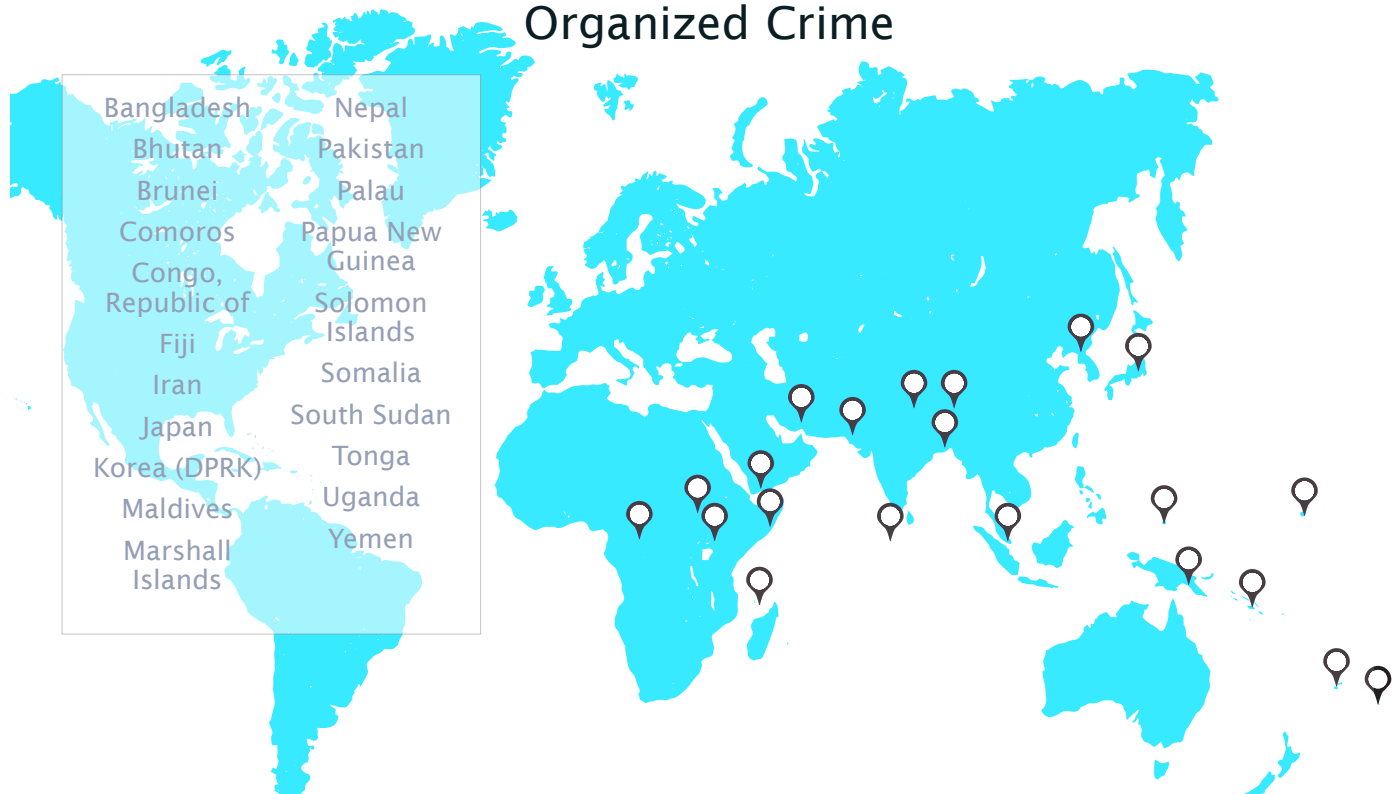 Organized Crime
Bangladesh
Bhutan
Brunei
Comoros
Congo,
Republic of
Fiji
Iran
Japan
Korea (DPRK)
Maldives
Marshall
Islands
Nepal
Pakistan
Palau
Papua New
Guinea
Solomon
Islands
Somalia
South Sudan
Tonga
Uganda
Yemen